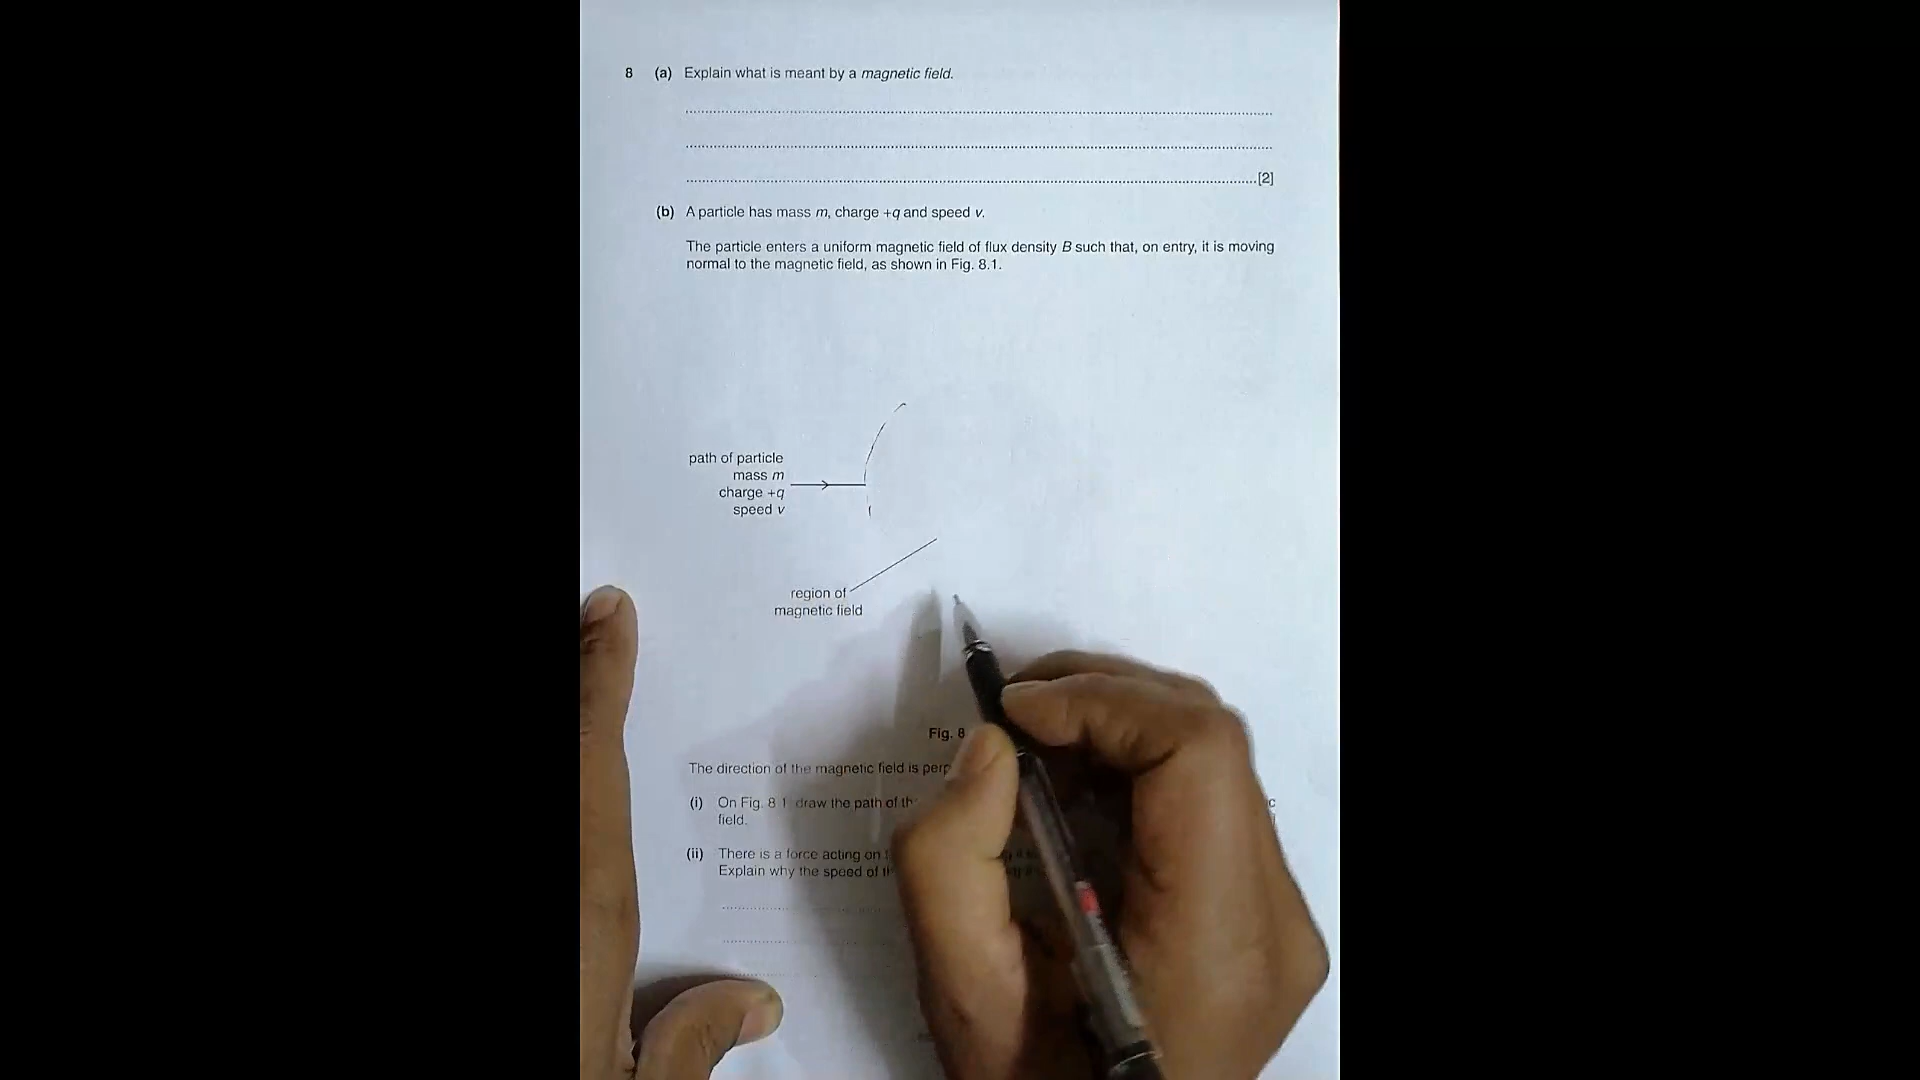 8 (a) Explain what is meant by a magnetic field.
[2]
(b) A particle has mass m, charge +q and speed v.
The particle enters a uniform magnetic field of flux density B such that, on entry, it is moving
normal to the magnetic field, as shown in Fig. 8.1.
path of particle
mass m
charge +q
speed v
region of
magnetic field
Fig. 8
The direction of the magnetic field is
(i) On Fig. 8.1 draw the path of
field.
(ii) There is a force acting on
Explain why the speed of